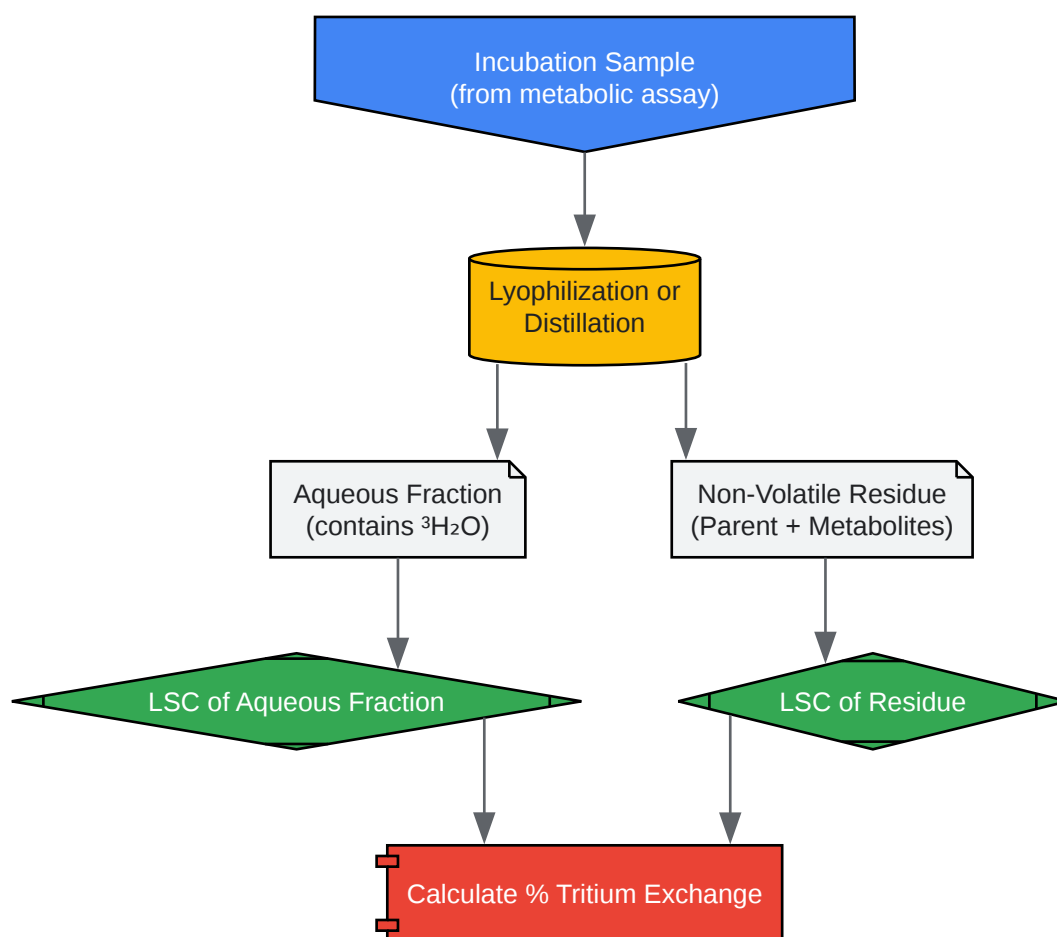 Incubation Sample
(from metabolic assay)
Lyophilization or
Distillation
Aqueous Fraction
(contains ³H₂O)
Non-Volatile Residue
(Parent + Metabolites)
LSC of Aqueous Fraction
LSC of Residue
Calculate % Tritium Exchange